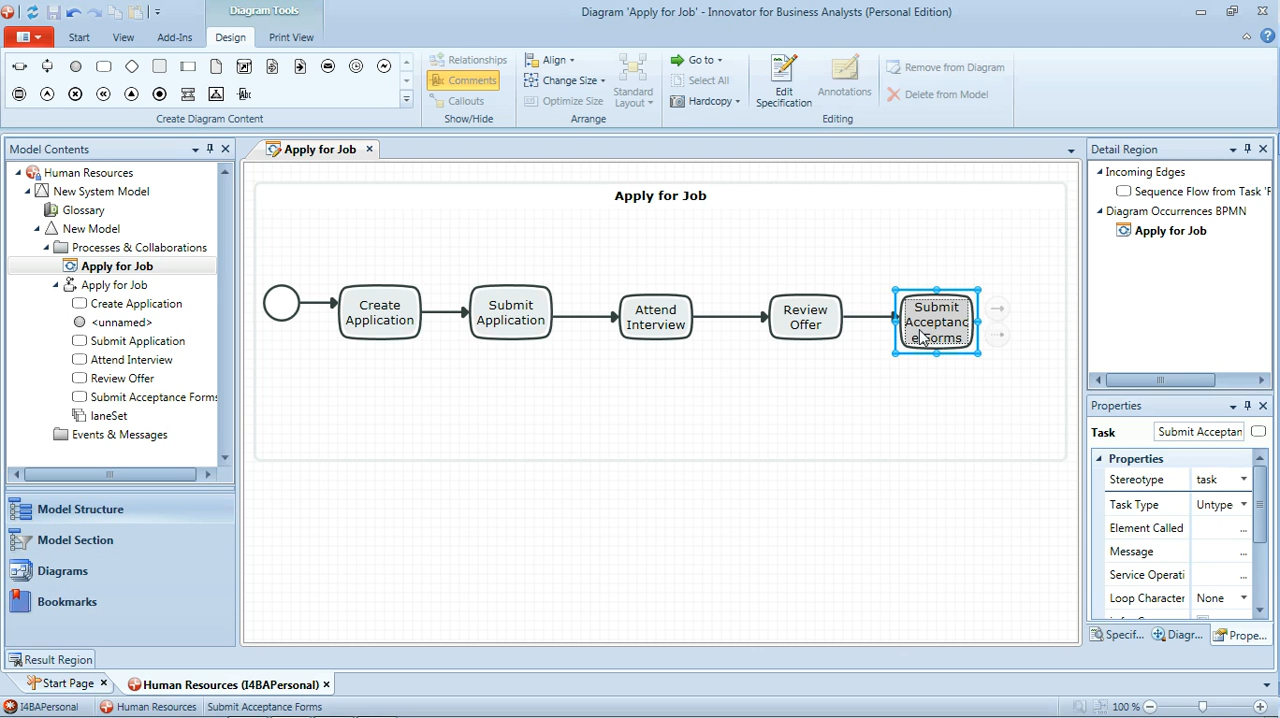 Diagram Tools
Diagram 'Apply for Job' - Innovator for Business Analysts (Personal Edition)
Start View Add-Ins Design Print View
Relationships
Comments
Callouts
Align
Change Size
Optimize Size
Standard
Layout
Go to
Select All
Hardcopy
Edit
Specification
Annotations
Remove from Diagram
Delete from Model
Create Diagram Content
Show/Hide
Arrange
Editing
Model Contents
Human Resources
New System Model
Glossary
New Model
Processes & Collaborations
Apply for Job
Apply for Job
Create Application
<unnamed>
Submit Application
Attend Interview
Review Offer
Submit Acceptance Forms
laneSet
Events & Messages
Model Structure
Model Section
Diagrams
Bookmarks
Apply for Job
Apply for Job
Create
Application
Submit
Application
Attend
Interview
Review
Offer
Submit
Acceptanc
e Forms
Detail Region
Incoming Edges
Sequence Flow from Task 'F
Diagram Occurrences BPMN
Apply for Job
Properties
Task Submit Acceptan
Properties
Stereotype task
Task Type Untype
Element Called ...
Message ...
Service Operati ...
Loop Character None
Specif... Diagr... Prope...
Result Region
Start Page
Human Resources (I4BAPersonal)
I4BAPersonal Human Resources Submit Acceptance Forms
100 %